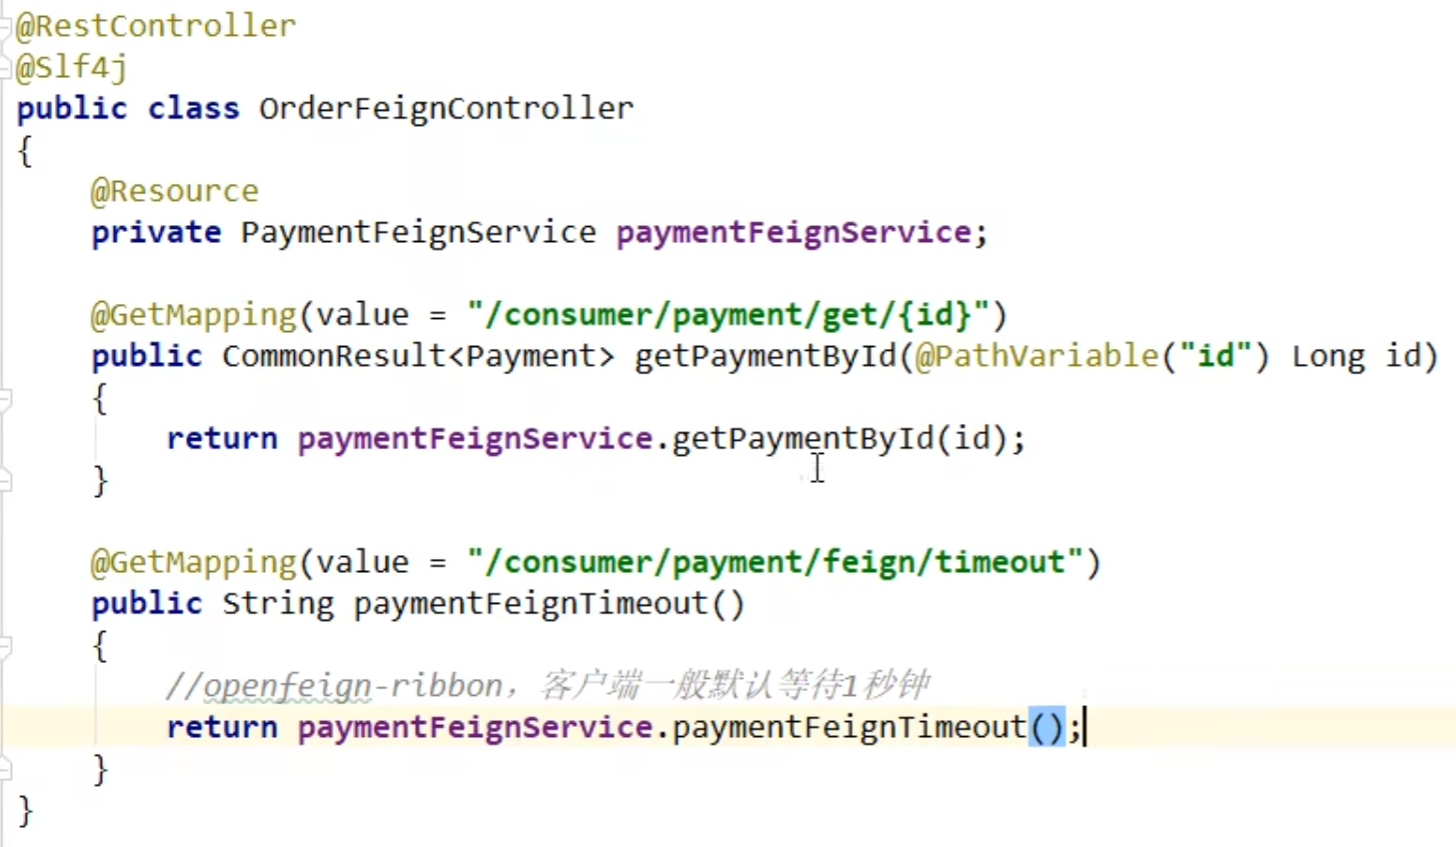 @RestController
@Slf4j
public class OrderFeignController
{
    @Resource
    private PaymentFeignService paymentFeignService;

    @GetMapping(value = "/consumer/payment/get/{id}")
    public CommonResult<Payment> getPaymentById(@PathVariable("id") Long id)
    {
        return paymentFeignService.getPaymentById(id);
    }

    @GetMapping(value = "/consumer/payment/feign/timeout")
    public String paymentFeignTimeout()
    {
        //openfeign-ribbon，客户端一般默认等待1秒钟
        return paymentFeignService.paymentFeignTimeout();
    }
}